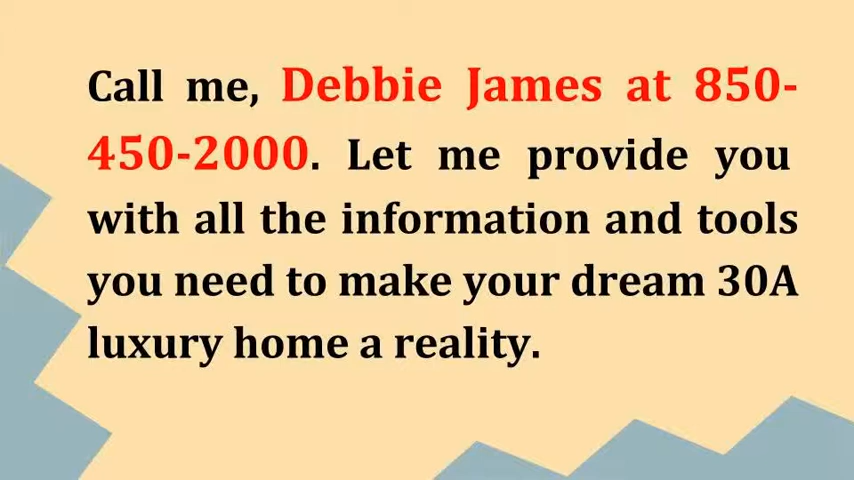 Call me, Debbie James at 850-
450-2000. Let me provide you
with all the information and tools
you need to make your dream 30A
luxury home a reality.